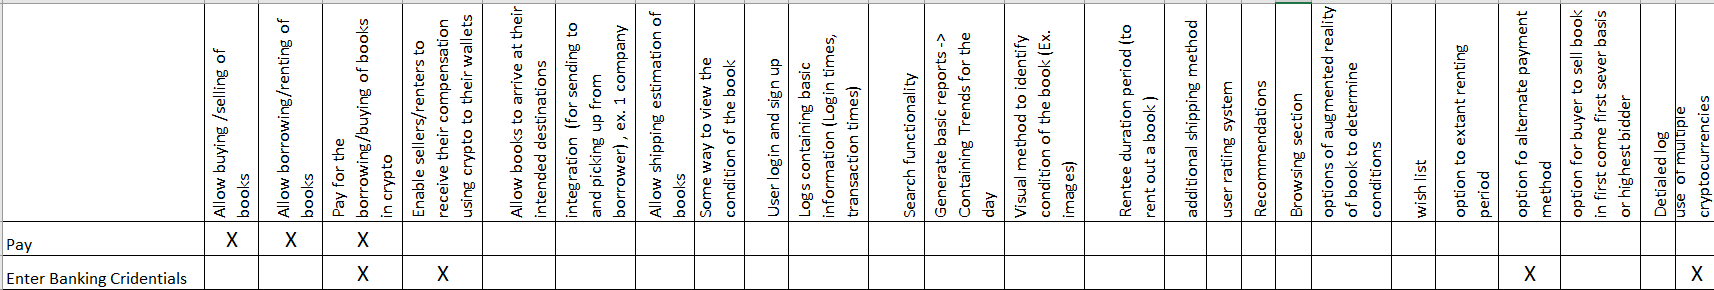 Allow buying /selling of
books
Allow borrowing/renting of
books
Pay for the
borrowing/buying of books
in crypto
Enable sellers/renters to
receive their compensation
using crypto to their wallets
Allow books to arrive at their
intended destinations
integration (for sending to
and picking up from
borrower) , ex. 1 company
Allow shipping estimation of
books
Some way to view the
condition of the book
User login and sign up
Logs containing basic
information (Login times,
transaction times)
Search functionality
Generate basic reports ->
Containing Trends for the
day
Visual method to identify
condition of the book (Ex.
images)
Rentee duration period (to
rent out a book )
additional shipping method
user ratiing system
Recommendations
Browsing section
options of augmented reality
of book to determine
conditions
wish list
option to extant renting
period
option fo alternate payment
method
option for buyer to sell book
in first come first sever basis
or highest bidder
Detialed log
use of multiple
cryptocurrencies
Pay X X X
Enter Banking Cridentials X X X X